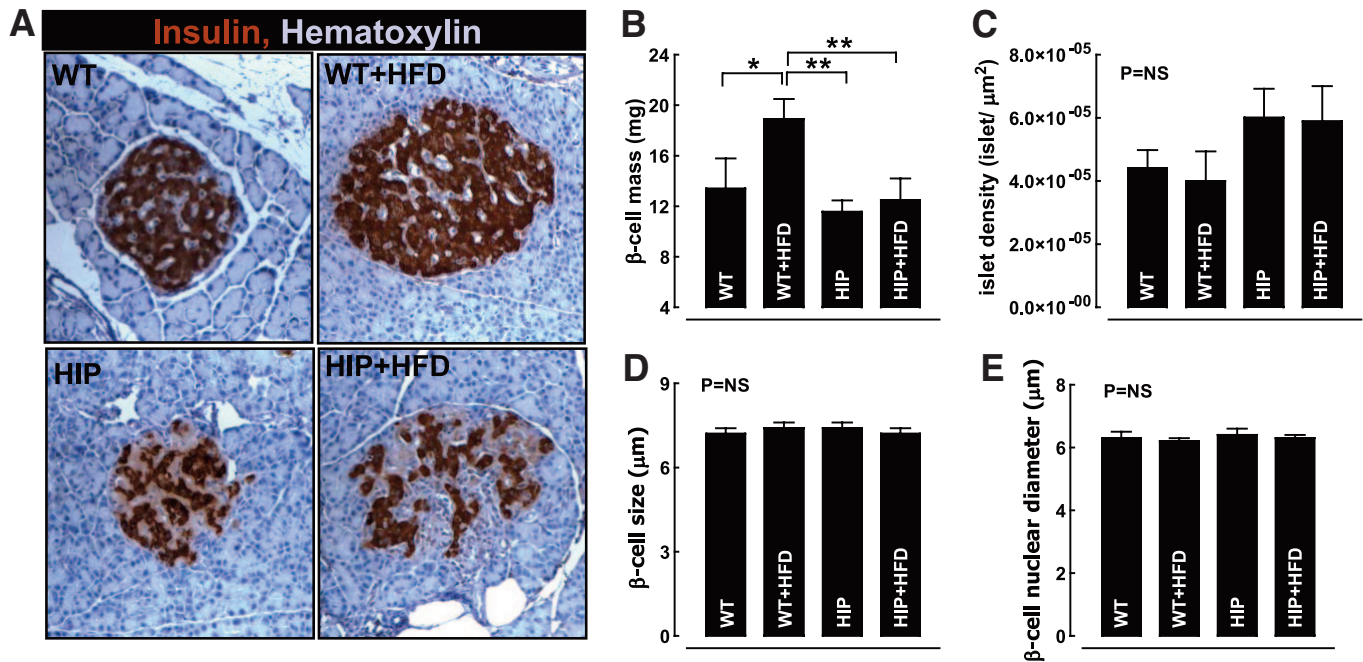 A
Insulin, Hematoxylin
WT
WT+HFD
HIP
HIP+HFD
B
β-cell mass (mg)
24
20
16
12
8
4
*
**
**
WT
WT+HFD
HIP
HIP+HFD
C
islet density (islet/ μm²)
8.0×10⁻⁰⁵
6.0×10⁻⁰⁵
4.0×10⁻⁰⁵
2.0×10⁻⁰⁵
0.0×10⁻⁰⁰
P=NS
WT
WT+HFD
HIP
HIP+HFD
D
β-cell size (μm)
9
6
3
0
P=NS
WT
WT+HFD
HIP
HIP+HFD
E
β-cell nuclear diameter (μm)
8
6
4
2
0
P=NS
WT
WT+HFD
HIP
HIP+HFD